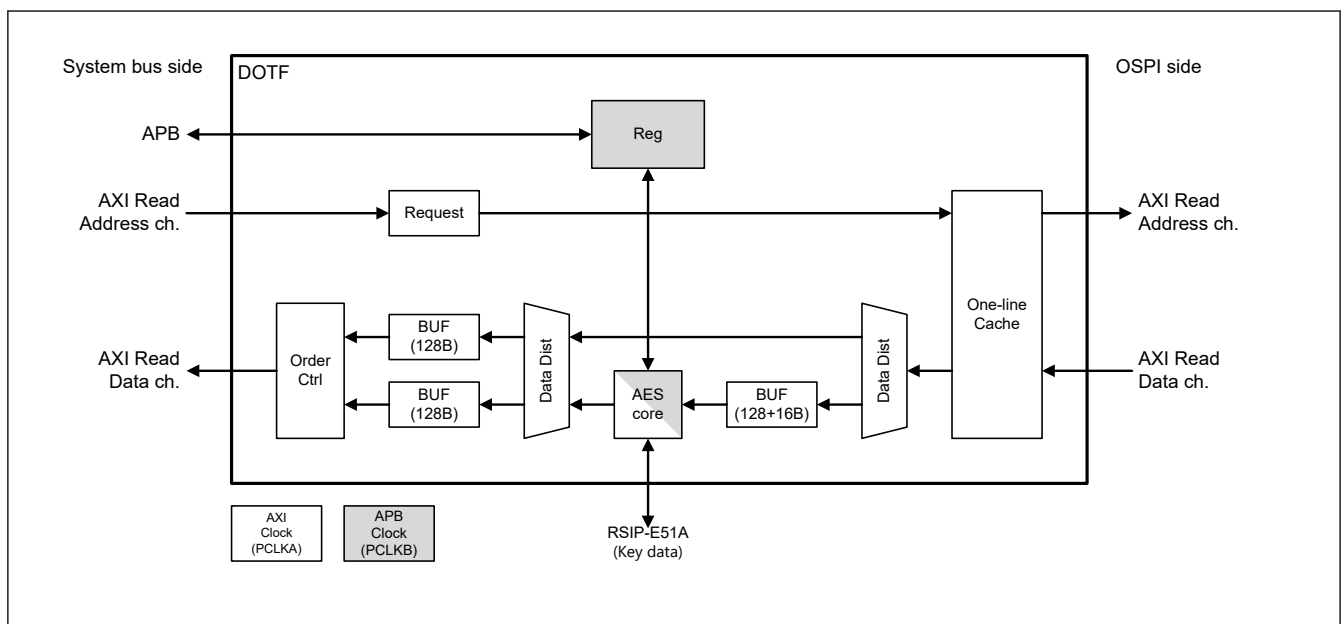 System bus side
DOTF
OSPI side
APB
Reg
AXI Read
Address ch.
Request
AXI Read
Address ch.
One-line
Cache
AXI Read
Data ch.
Order
Ctrl
BUF
(128B)
BUF
(128B)
Data Dist
AES
core
BUF
(128+16B)
Data Dist
AXI Read
Data ch.
AXI
Clock
(PCLKA)
APB
Clock
(PCLKB)
RSIP-E51A
(Key data)